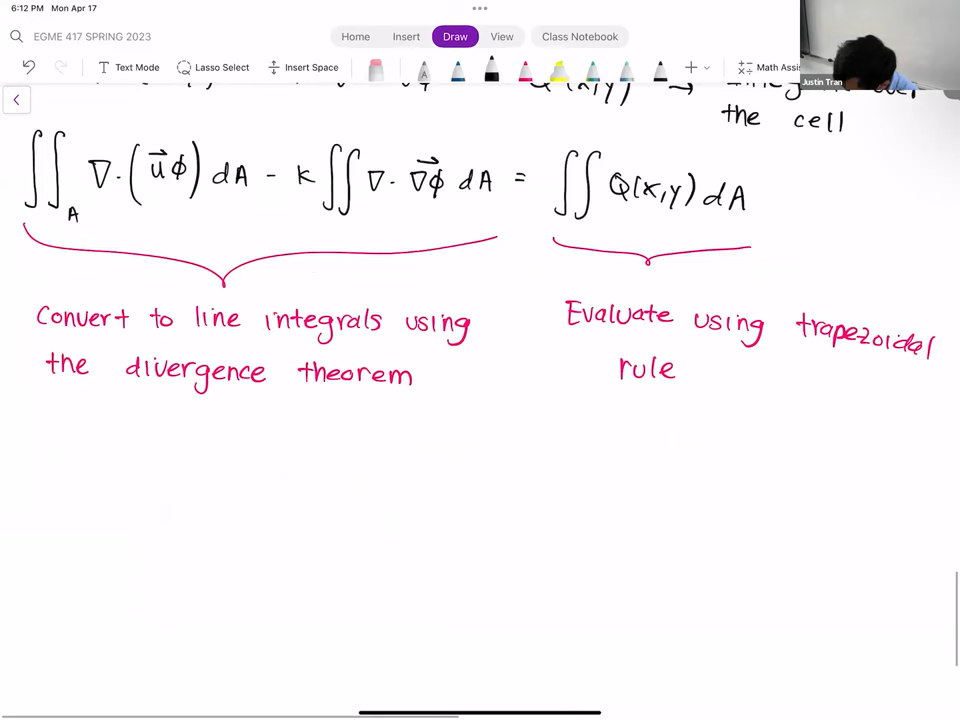 6:12 PM Mon Apr 17
EGME 417 SPRING 2023
Home Insert Draw View Class Notebook
Text Mode Lasso Select Insert Space A Math Assis
Justin Tran
Q(x,y) →
the cell
∬_A ∇·(u⃗φ) dA - k∬ ∇·∇⃗φ dA = ∬ Q(x,y) dA
Convert to line integrals using
the divergence theorem
Evaluate using trapezoidal
rule